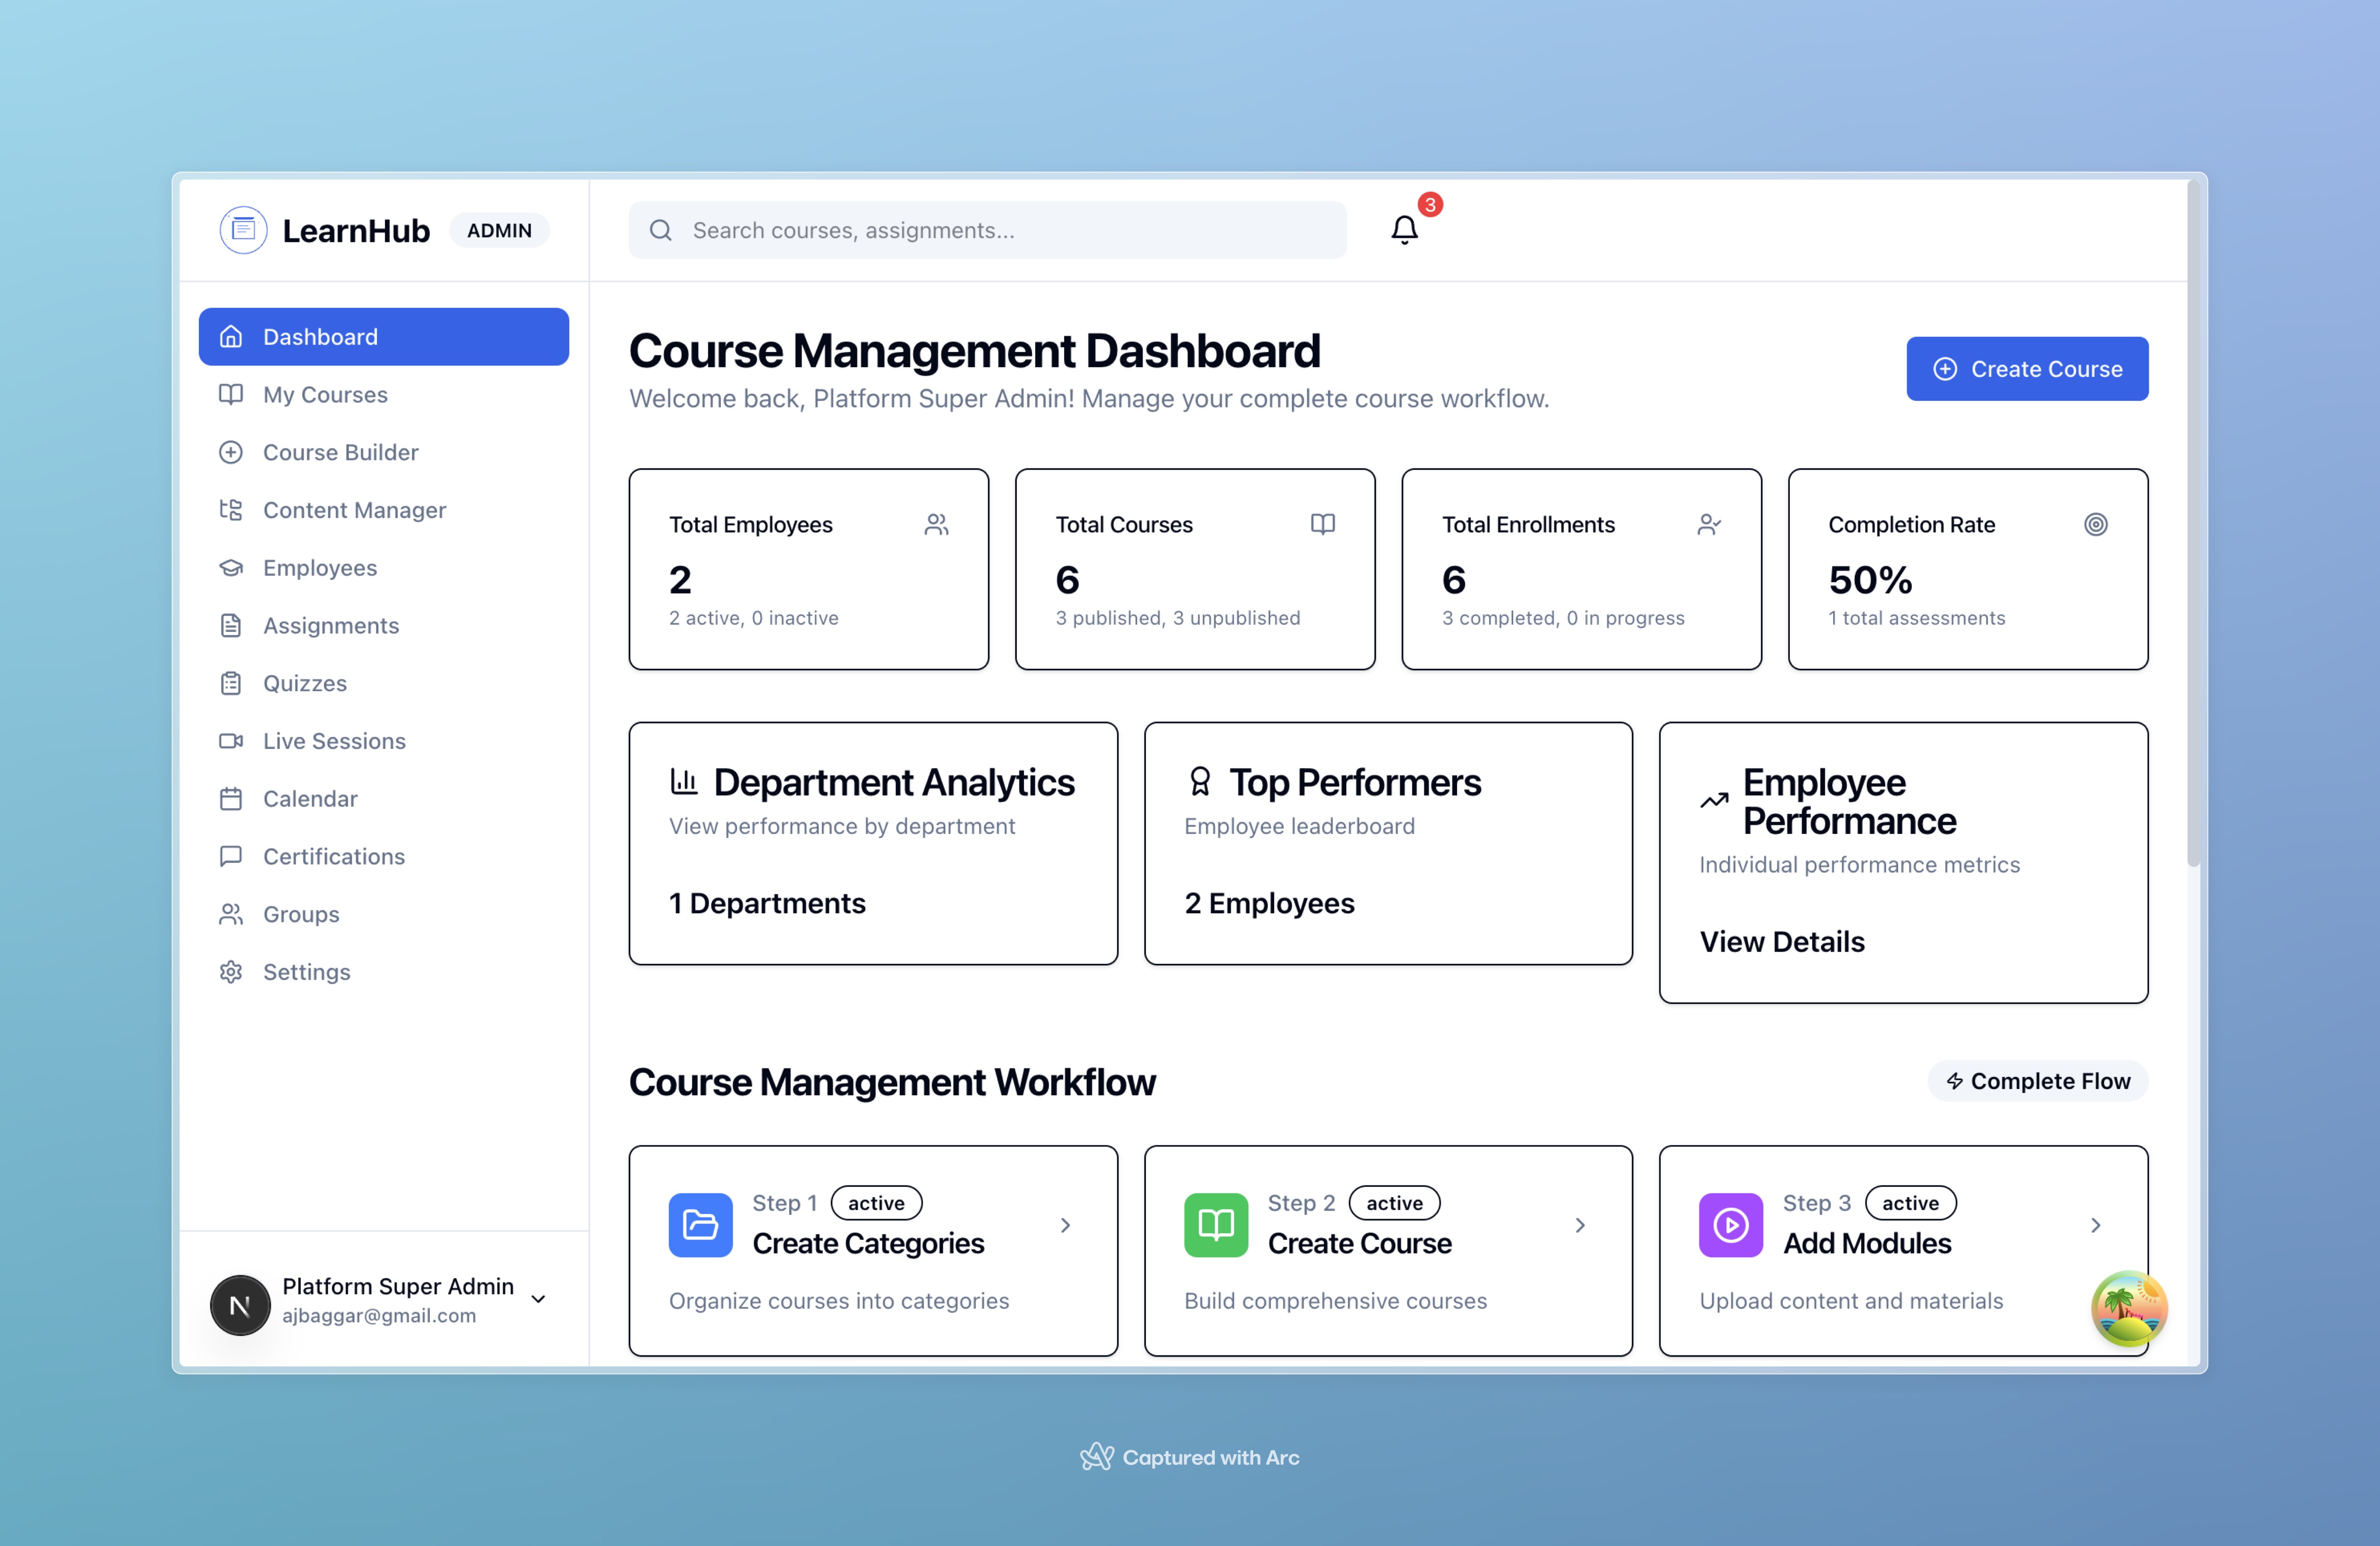 LearnHub
ADMIN
Search courses, assignments...
3
Dashboard
My Courses
Course Builder
Content Manager
Employees
Assignments
Quizzes
Live Sessions
Calendar
Certifications
Groups
Settings
N
Platform Super Admin
ajbaggar@gmail.com
Course Management Dashboard
Welcome back, Platform Super Admin! Manage your complete course workflow.
Create Course
Total Employees
2
2 active, 0 inactive
Total Courses
6
3 published, 3 unpublished
Total Enrollments
6
3 completed, 0 in progress
Completion Rate
50%
1 total assessments
Department Analytics
View performance by department
1 Departments
Top Performers
Employee leaderboard
2 Employees
Employee
Performance
Individual performance metrics
View Details
Course Management Workflow
Complete Flow
Step 1 active
Create Categories
Organize courses into categories
Step 2 active
Create Course
Build comprehensive courses
Step 3 active
Add Modules
Upload content and materials
Captured with Arc